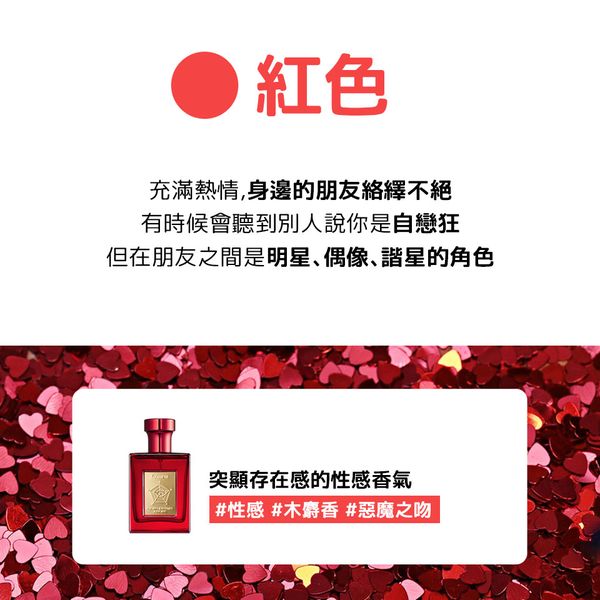 紅色
充滿熱情,身邊的朋友絡繹不絕
有時候會聽到別人說你是自戀狂
但在朋友之間是明星、偶像、諧星的角色
突顯存在感的性感香氣
#性感 #木麝香 #惡魔之吻